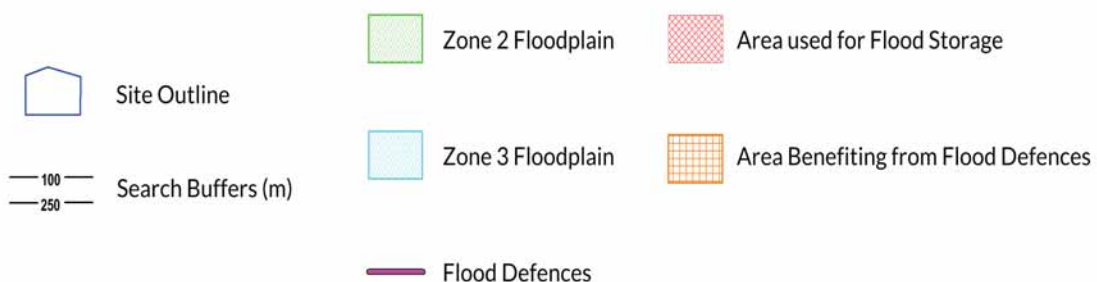 Site Outline
100
250
Search Buffers (m)
Zone 2 Floodplain
Zone 3 Floodplain
Flood Defences
Area used for Flood Storage
Area Benefiting from Flood Defences